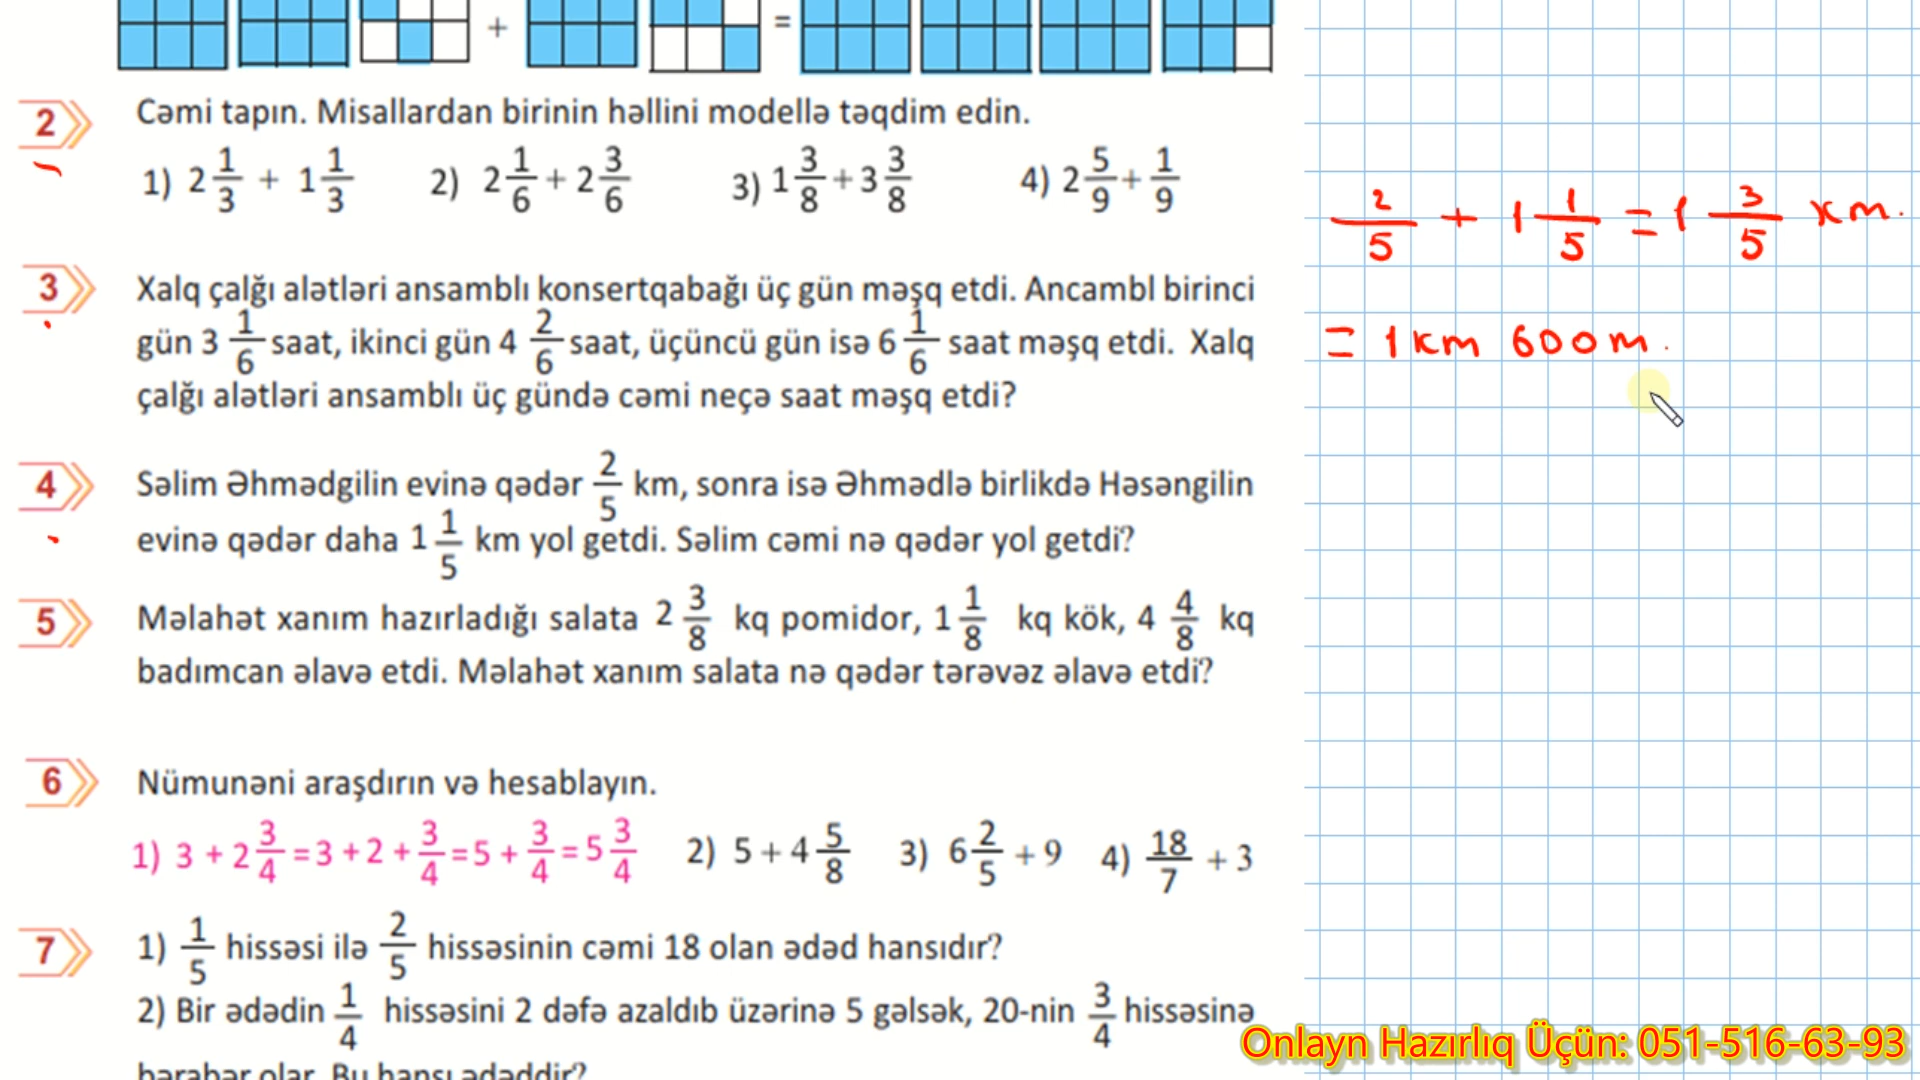 + =
2 Cəmi tapın. Misallardan birinin həllini modellə təqdim edin.
1) 2 1/3 + 1 1/3 2) 2 1/6 + 2 3/6 3) 1 3/8 + 3 3/8 4) 2 5/9 + 1/9
3 Xalq çalğı alətləri ansamblı konsertqabağı üç gün məşq etdi. Ancambl birinci
gün 3 1/6 saat, ikinci gün 4 2/6 saat, üçüncü gün isə 6 1/6 saat məşq etdi. Xalq
çalğı alətləri ansamblı üç gündə cəmi neçə saat məşq etdi?
4 Səlim Əhmədgilin evinə qədər 2/5 km, sonra isə Əhmədlə birlikdə Həsəngilin
evinə qədər daha 1 1/5 km yol getdi. Səlim cəmi nə qədər yol getdi?
5 Məlahət xanım hazırladığı salata 2 3/8 kq pomidor, 1 1/8 kq kök, 4 4/8 kq
badımcan əlavə etdi. Məlahət xanım salata nə qədər tərəvəz əlavə etdi?
6 Nümunəni araşdırın və hesablayın.
1) 3 + 2 3/4 = 3 + 2 + 3/4 = 5 + 3/4 = 5 3/4 2) 5 + 4 5/8 3) 6 2/5 + 9 4) 18/7 + 3
7 1) 1/5 hissəsi ilə 2/5 hissəsinin cəmi 18 olan ədəd hansıdır?
2) Bir ədədin 1/4 hissəsini 2 dəfə azaldıb üzərinə 5 gəlsək, 20-nin 3/4 hissəsinə
bərabər olar. Bu hansı ədəddir?
2/5 + 1 1/5 = 1 3/5 km.
= 1 km 600 m.
Onlayn Hazırlıq Üçün: 051-516-63-93